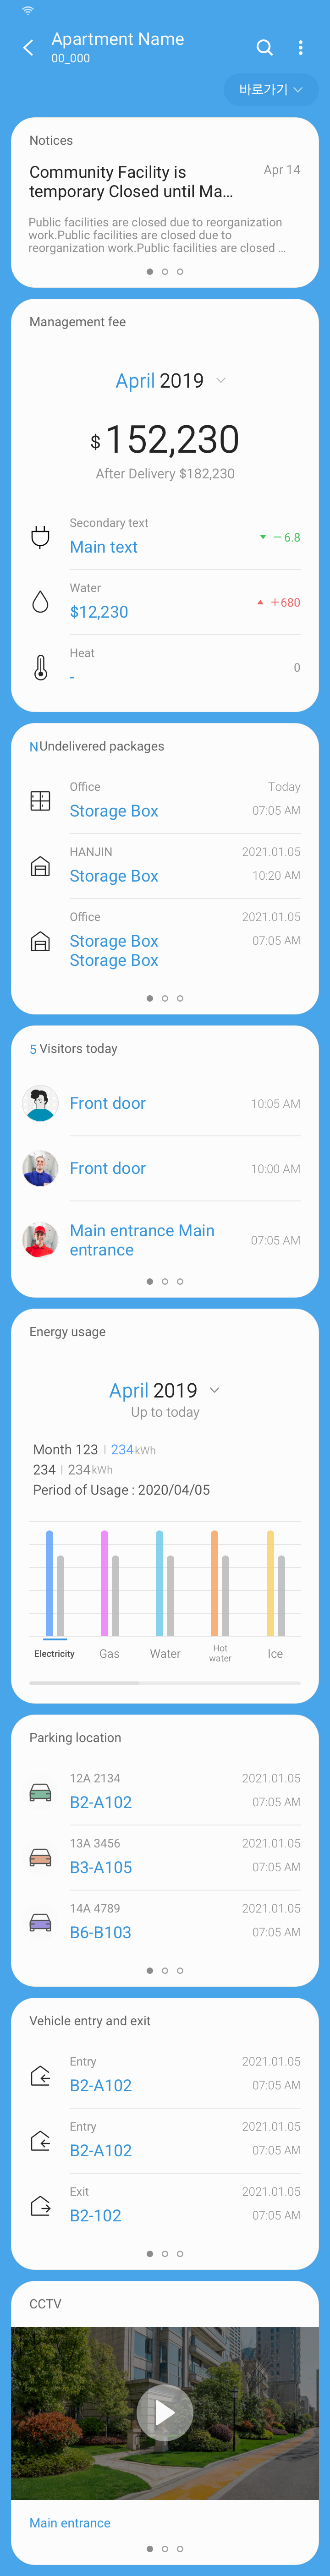 Apartment Name
00_000
바로가기
Notices
Community Facility is
temporary Closed until Ma...
Apr 14
Public facilities are closed due to reorganization
work.Public facilities are closed due to
reorganization work.Public facilities are closed ...
Management fee
April 2019
$152,230
After Delivery $182,230
Secondary text
Main text
−6.8
Water
$12,230
+680
Heat
-
0
N Undelivered packages
Office
Today
Storage Box
07:05 AM
HANJIN
2021.01.05
Storage Box
10:20 AM
Office
2021.01.05
Storage Box
07:05 AM
Storage Box
5 Visitors today
Front door
10:05 AM
Front door
10:00 AM
Main entrance Main
entrance
07:05 AM
Energy usage
April 2019
Up to today
Month 123 | 234kWh
234 | 234kWh
Period of Usage : 2020/04/05
Electricity
Gas
Water
Hot
water
Ice
Parking location
12A 2134
2021.01.05
B2-A102
07:05 AM
13A 3456
2021.01.05
B3-A105
07:05 AM
14A 4789
2021.01.05
B6-B103
07:05 AM
Vehicle entry and exit
Entry
2021.01.05
B2-A102
07:05 AM
Entry
2021.01.05
B2-A102
07:05 AM
Exit
2021.01.05
B2-102
07:05 AM
CCTV
Main entrance